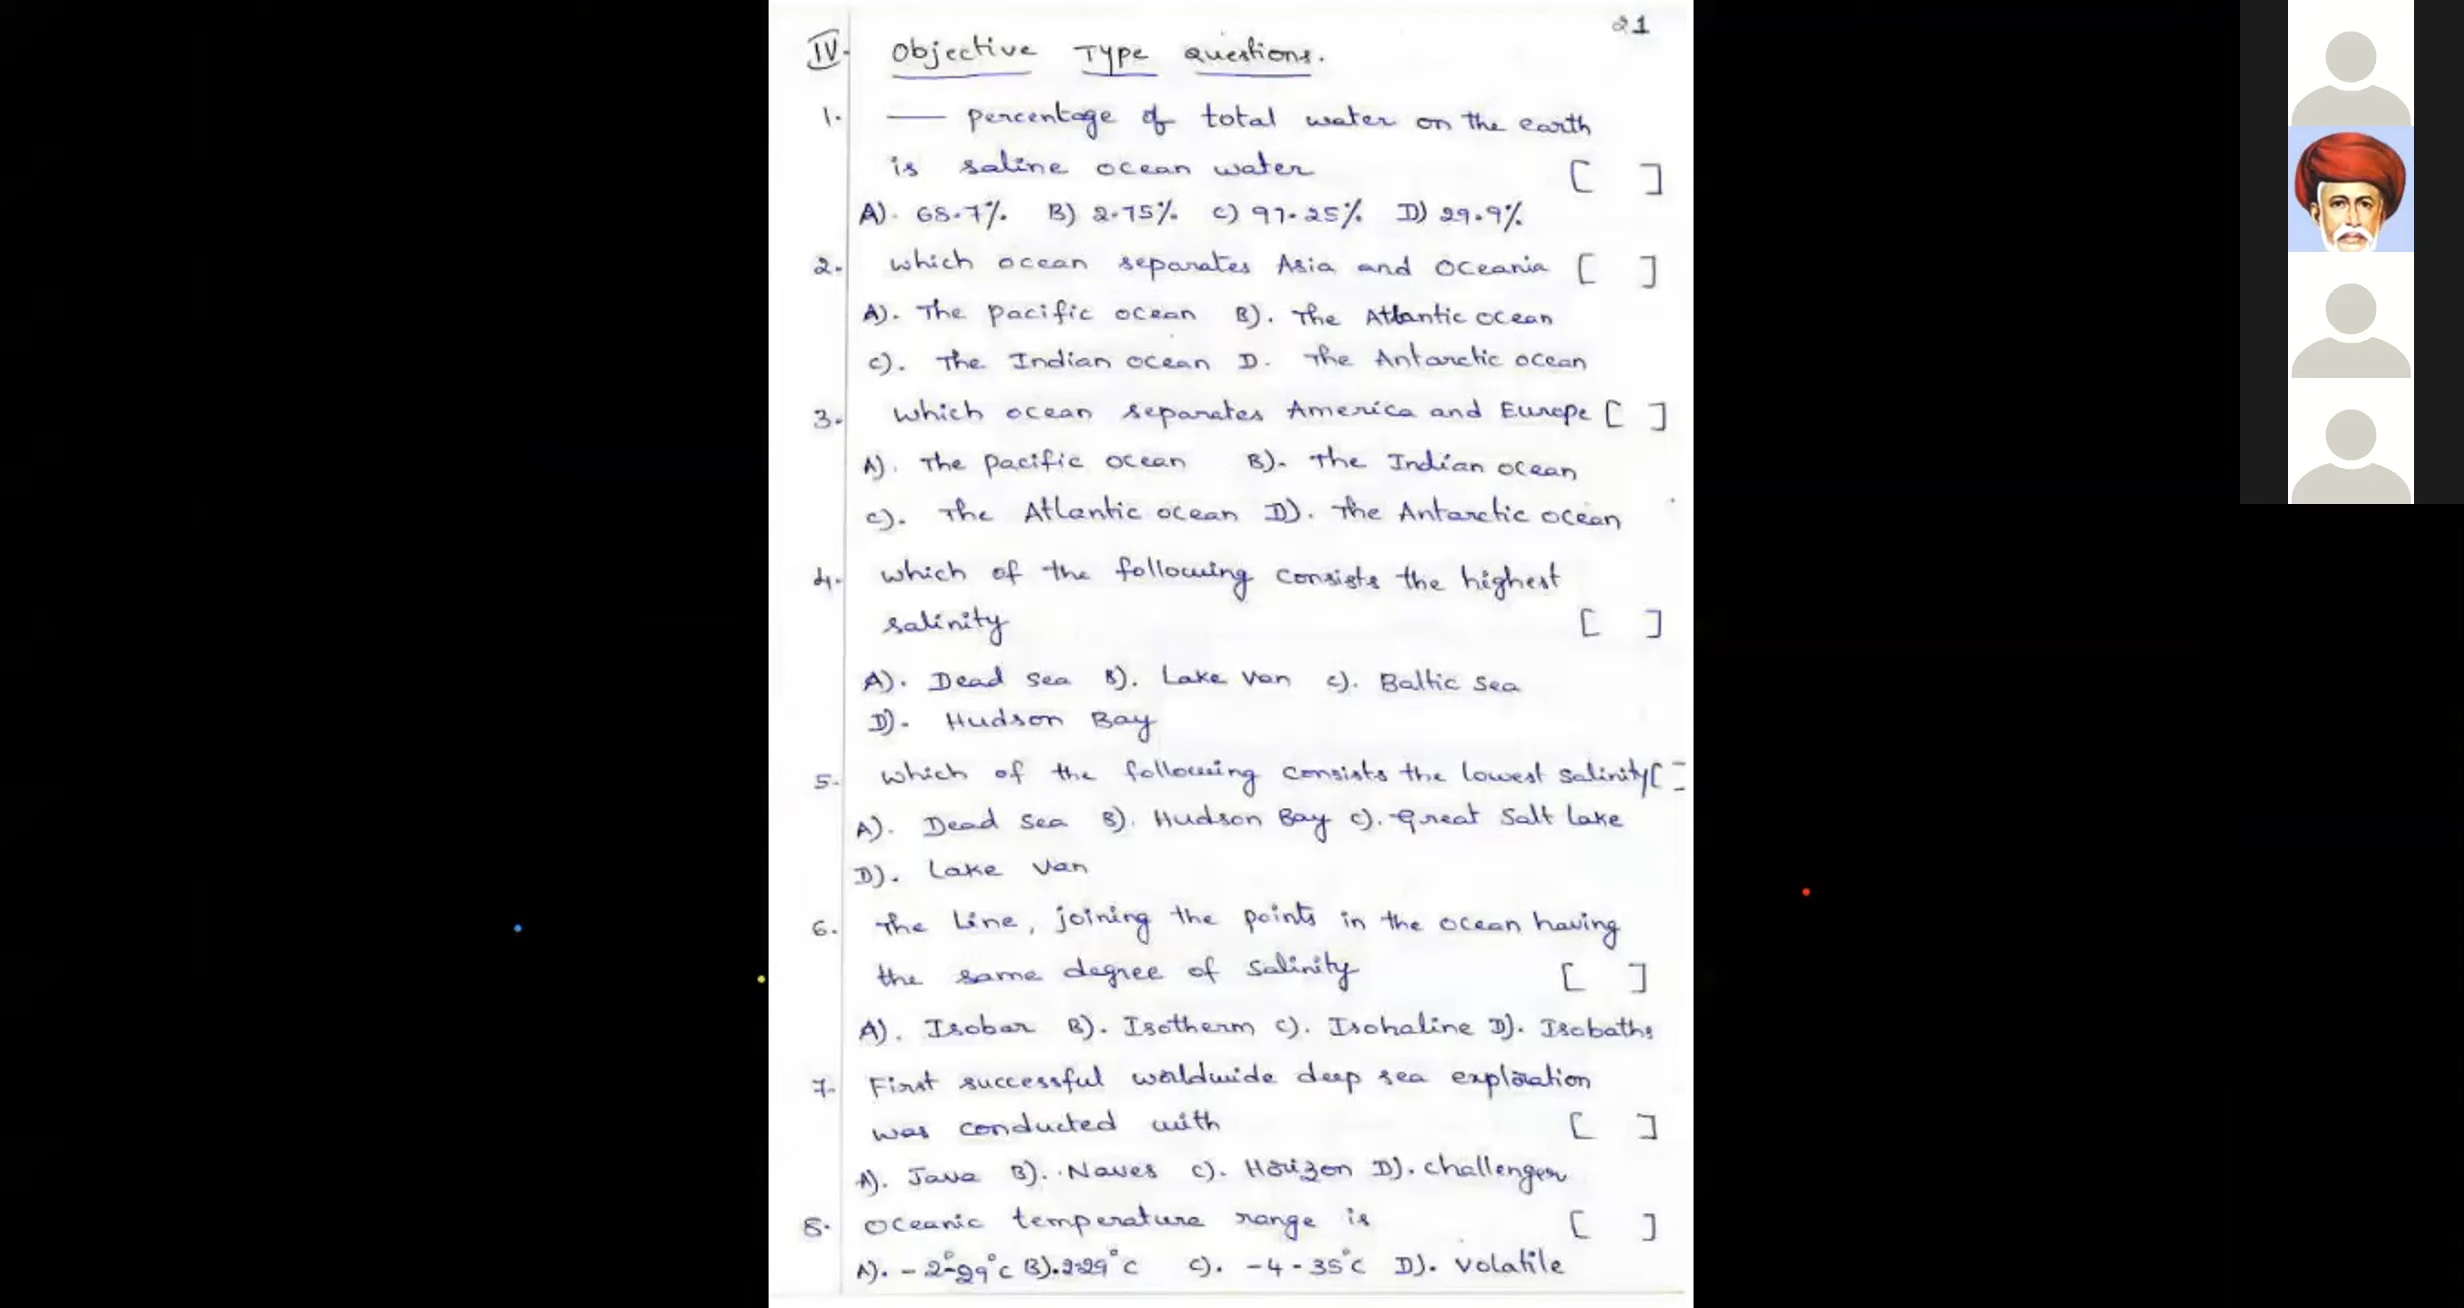 21
IV. Objective Type questions.
1. — percentage of total water on the earth
is saline ocean water [ ]
A). 68.7% B) 2.75% C) 97.25% D) 29.9%
2. which ocean separates Asia and Oceania [ ]
A). The pacific ocean B). The Atlantic ocean
C). The Indian ocean D. The Antarctic ocean
3. which ocean separates America and Europe [ ]
A). The pacific ocean B). The Indian ocean
C). The Atlantic ocean D). The Antarctic ocean
4. which of the following consists the highest
salinity [ ]
A). Dead sea B). Lake Van C). Baltic sea
D). Hudson Bay
5. which of the following consists the lowest salinity [ ]
A). Dead sea B). Hudson Bay C). Great Salt lake
D). Lake Van
6. The Line, joining the points in the ocean having
the same degree of salinity [ ]
A). Isobar B). Isotherm C). Isohaline D). Isobaths
7. First successful worldwide deep sea exploration
was conducted with [ ]
A). Java B). Naves C). Horizon D). challenger
8. Oceanic temperature range is [ ]
A). -2°-29°C B). 2-29°C C). -4-35°C D). volatile